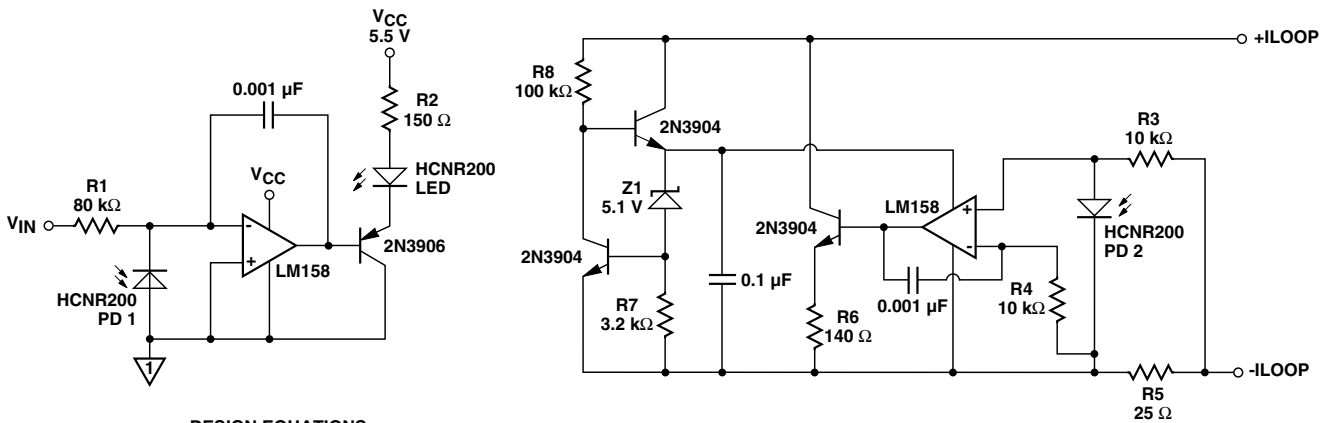 0.001 µF
VCC
5.5 V
R2
150 Ω
HCNR200
LED
R1
80 kΩ
VCC
VIN
-
+
LM158
2N3906
HCNR200
PD 1
1
R8
100 kΩ
2N3904
Z1
5.1 V
2N3904
R7
3.2 kΩ
0.1 µF
2N3904
LM158
+
-
0.001 µF
R6
140 Ω
R4
10 kΩ
R3
10 kΩ
HCNR200
PD 2
R5
25 Ω
+ILOOP
-ILOOP
DESIGN EQUATIONS